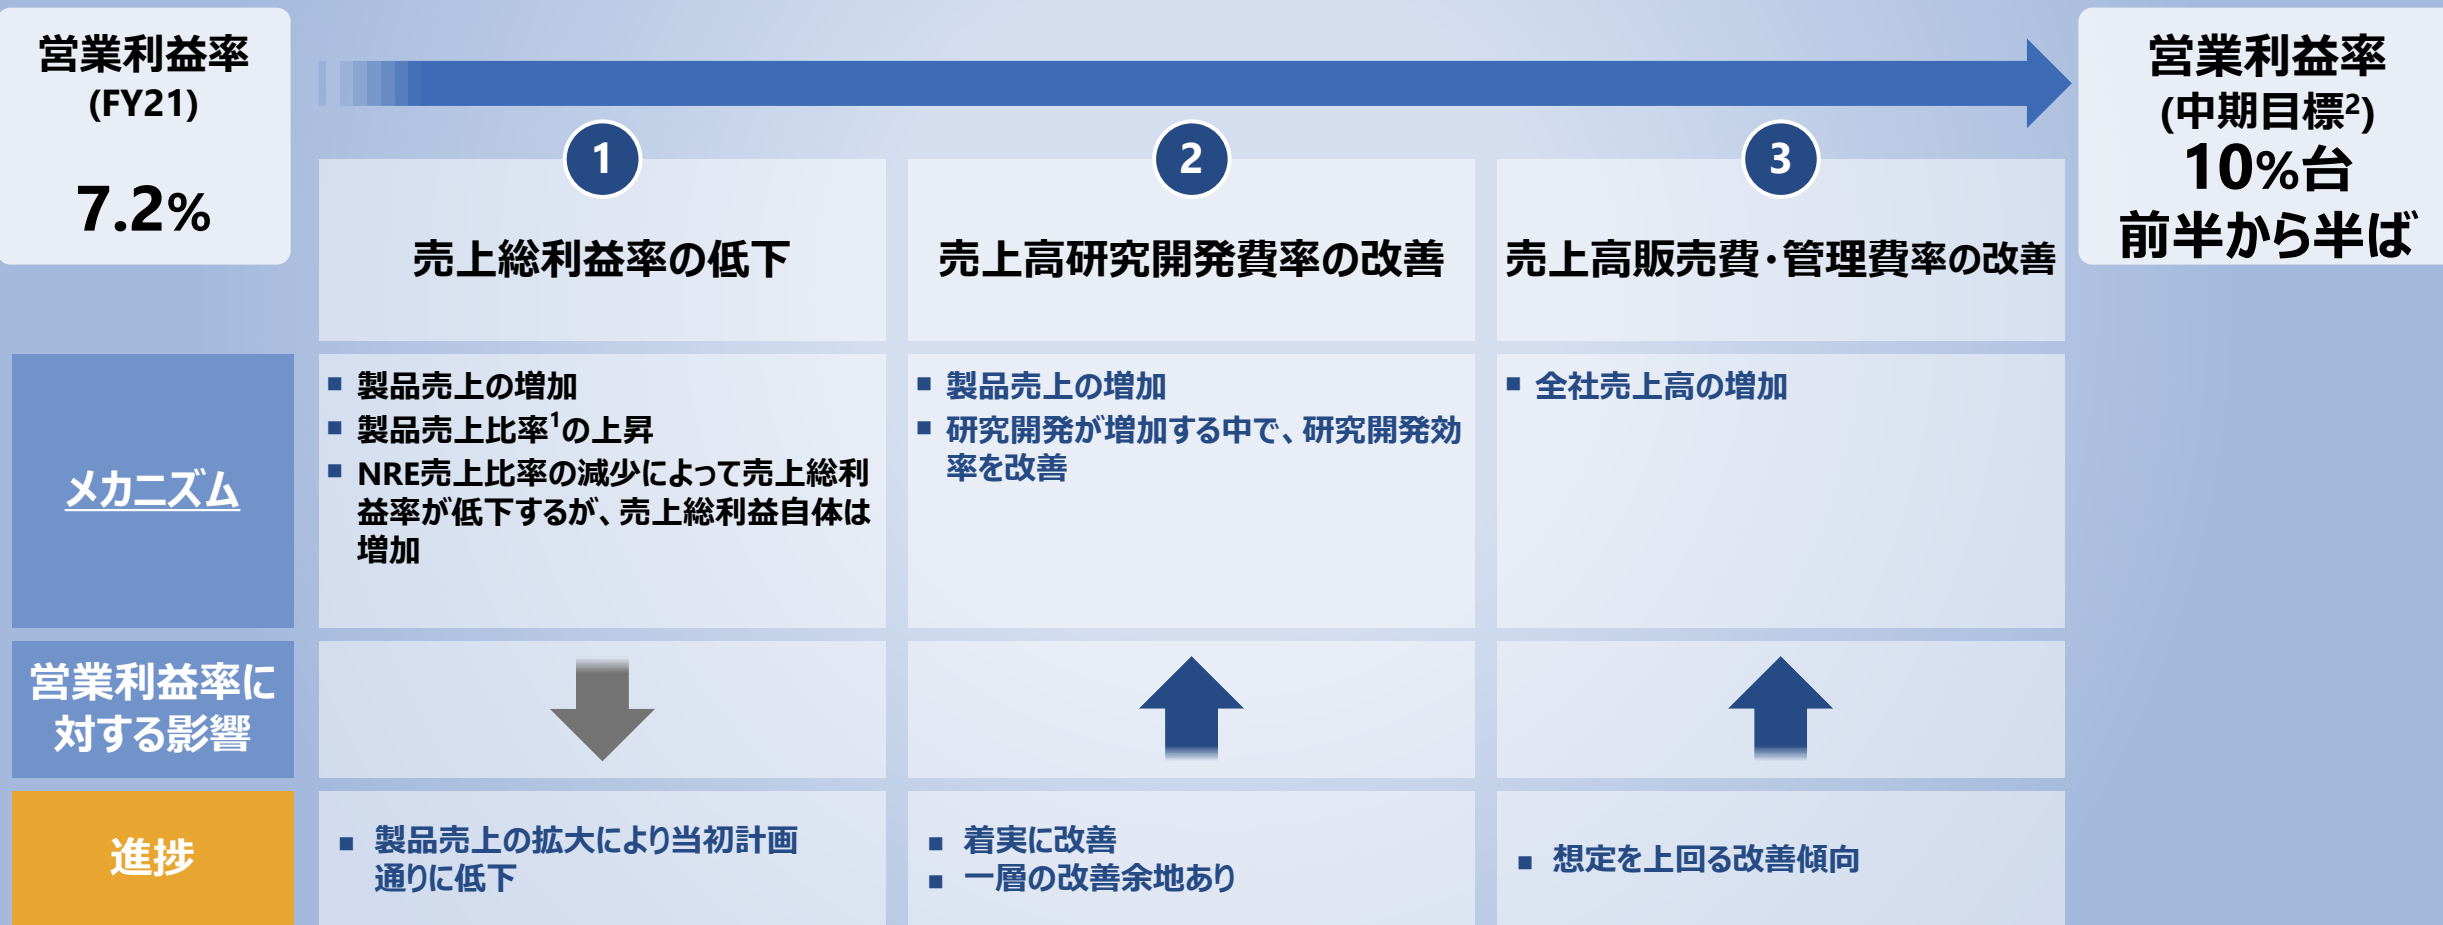 営業利益率
(FY21)
7.2%
営業利益率
(中期目標2)
10%台
前半から半ば
1
売上総利益率の低下
2
売上高研究開発費率の改善
3
売上高販売費・管理費率の改善
メカニズム
■ 製品売上の増加
■ 製品売上比率1の上昇
■ NRE売上比率の減少によって売上総利
益率が低下するが、売上総利益自体は
増加
■ 製品売上の増加
■ 研究開発が増加する中で、研究開発効
率を改善
■ 全社売上高の増加
営業利益率に
対する影響
進捗
■ 製品売上の拡大により当初計画
通りに低下
■ 着実に改善
■ 一層の改善余地あり
■ 想定を上回る改善傾向